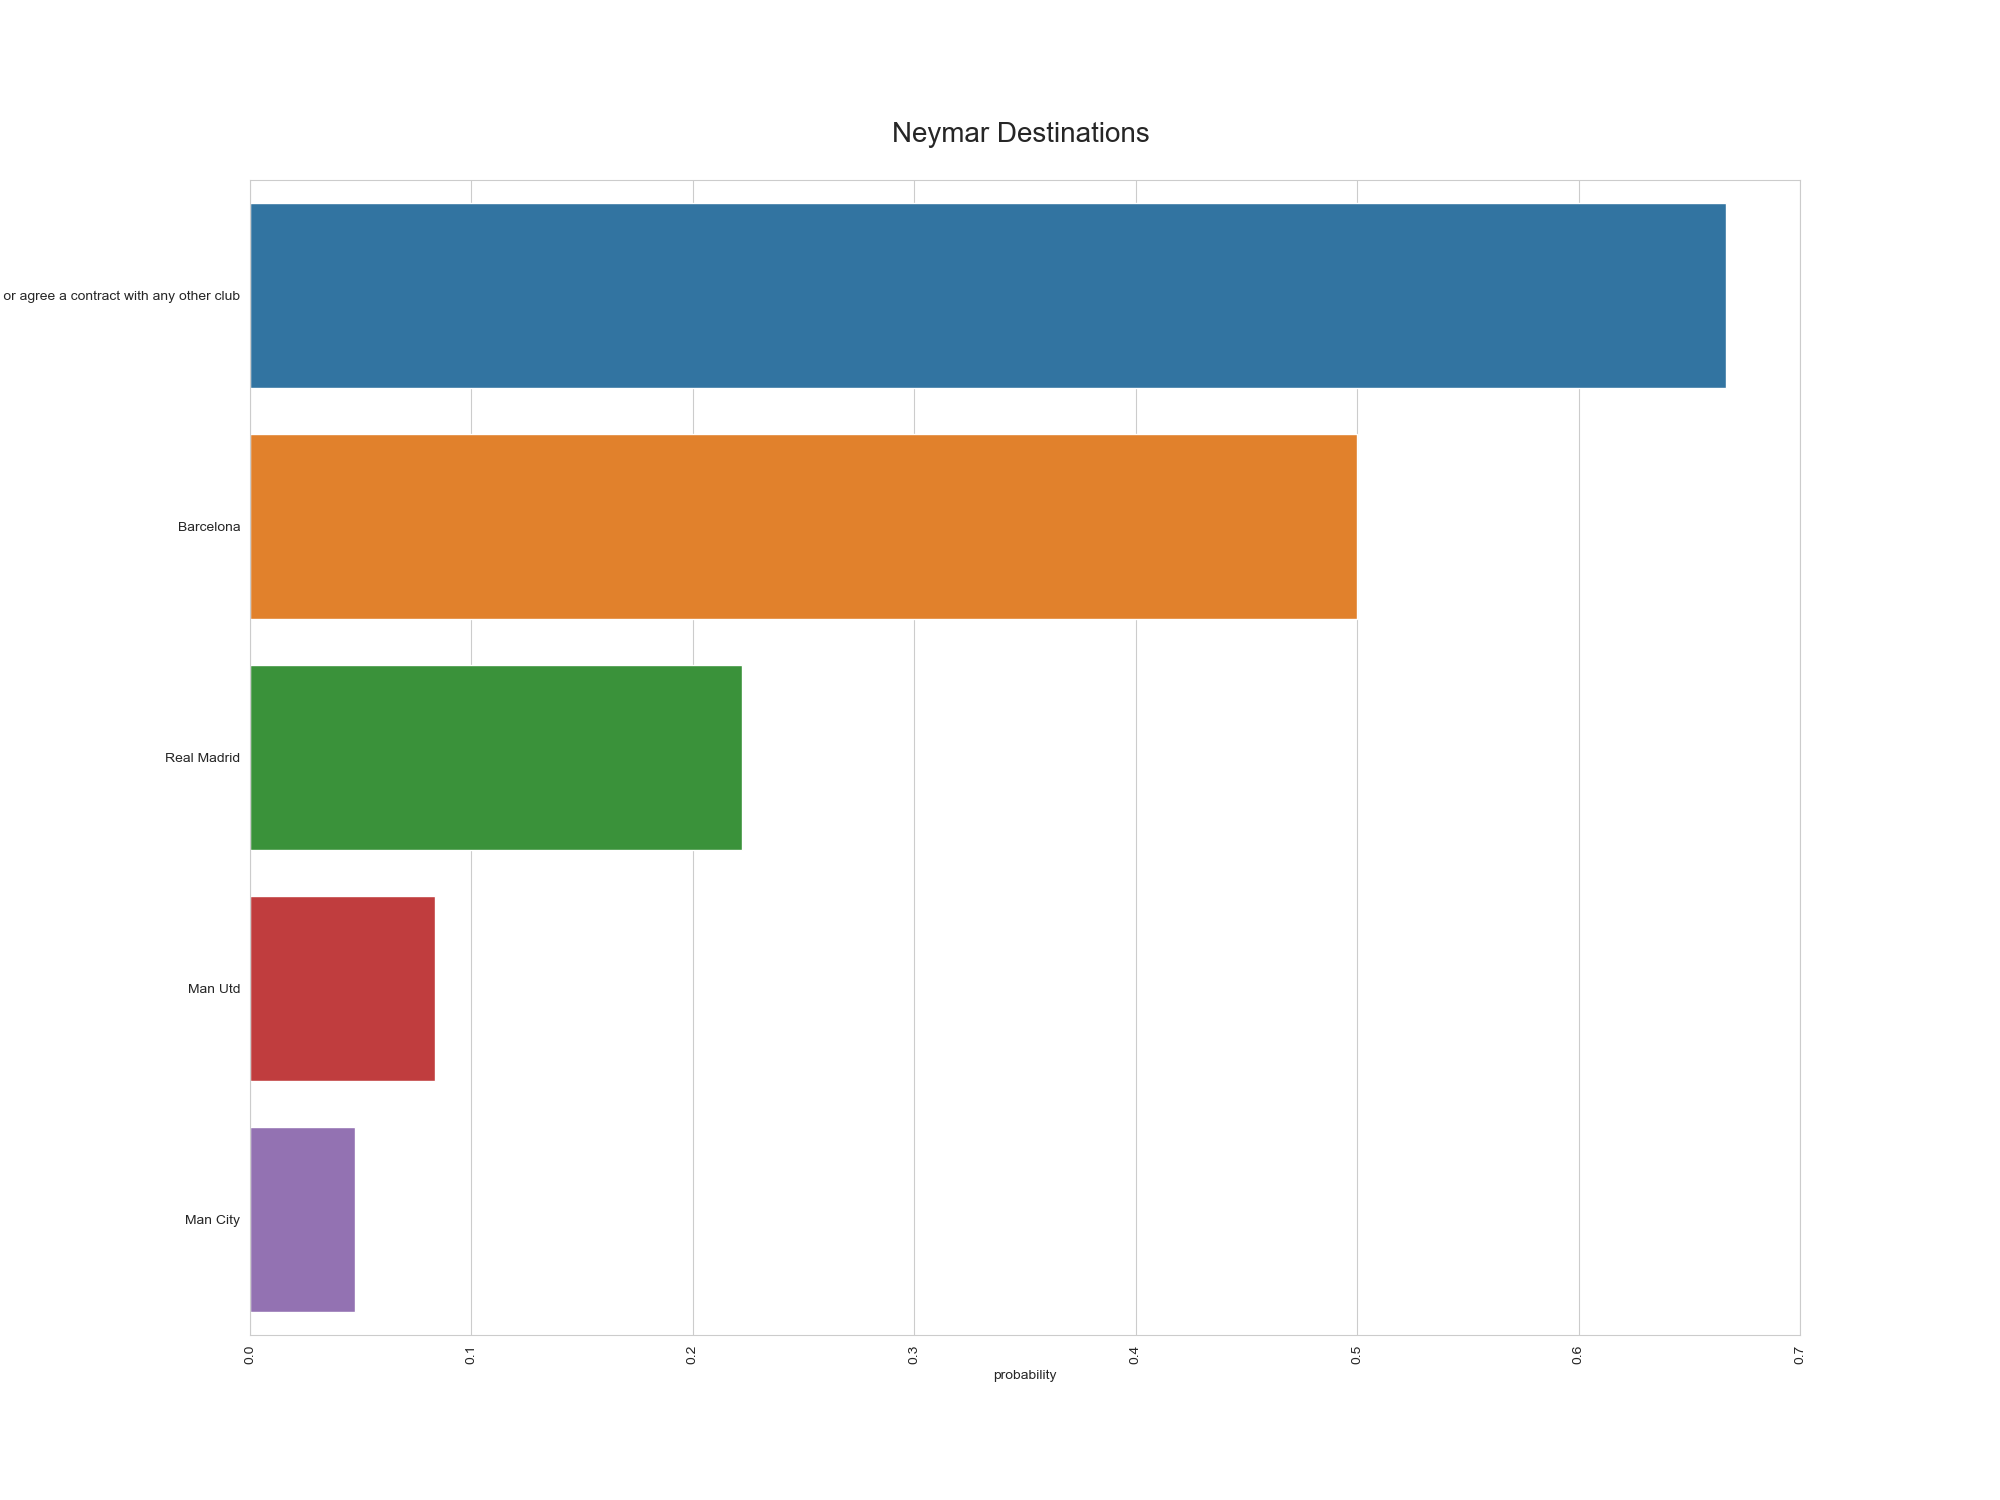 Neymar Destinations
or agree a contract with any other club
Barcelona
Real Madrid
Man Utd
Man City
0.0
0.1
0.2
0.3
0.4
0.5
0.6
0.7
probability